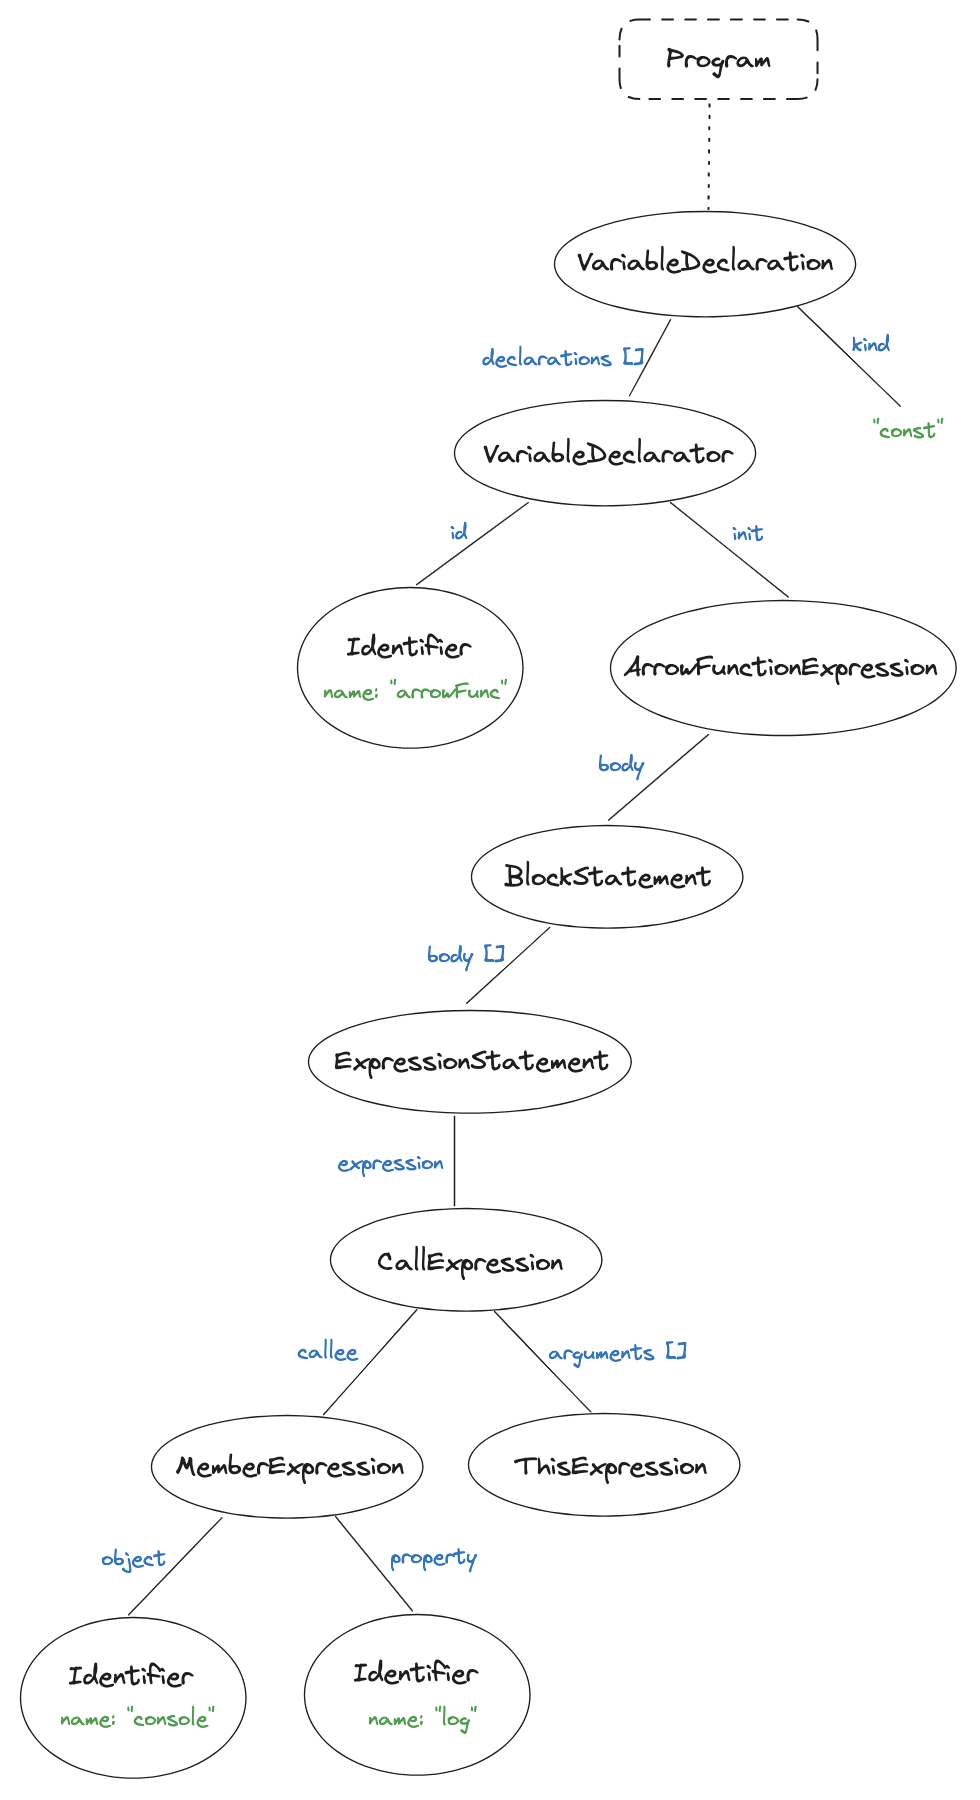 Program
VariableDeclaration
declarations []
kind
"const"
VariableDeclarator
id
init
Identifier
name: "arrowFunc"
ArrowFunctionExpression
body
BlockStatement
body []
ExpressionStatement
expression
CallExpression
callee
arguments []
MemberExpression
ThisExpression
object
property
Identifier
name: "console"
Identifier
name: "log"